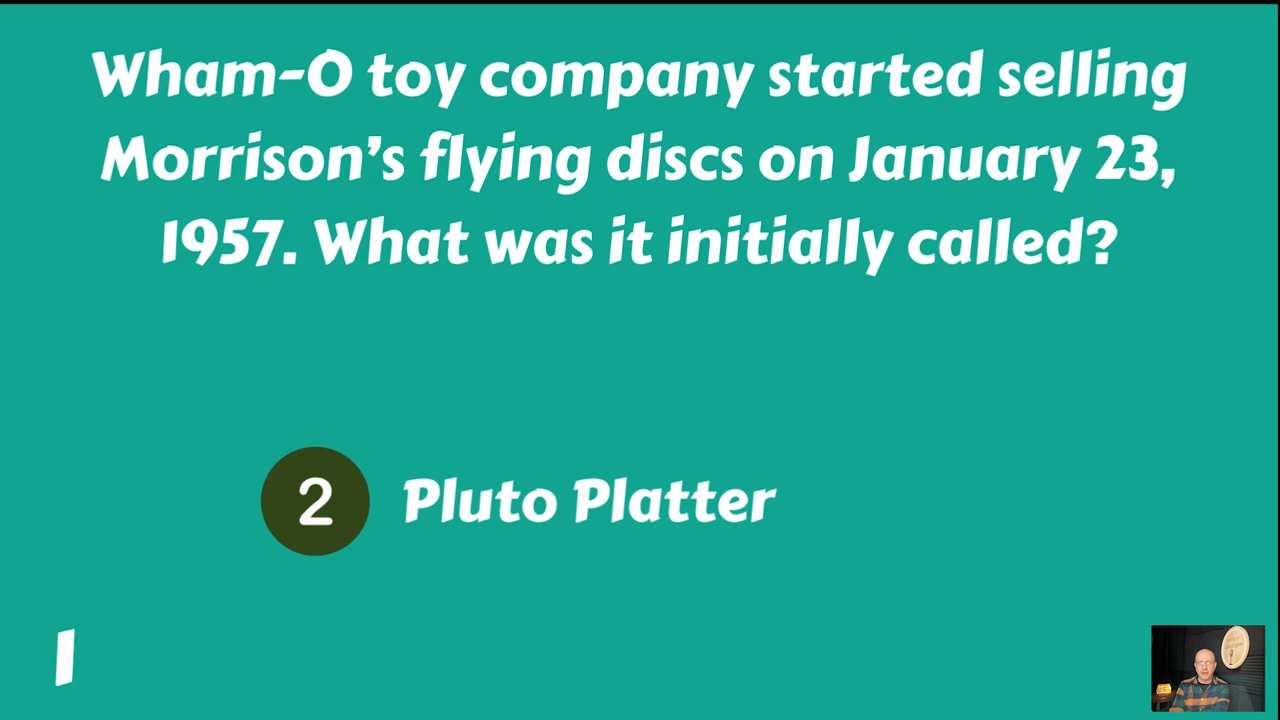 Wham-O toy company started selling
Morrison's flying discs on January 23,
1957. What was it initially called?
2 Pluto Platter
1